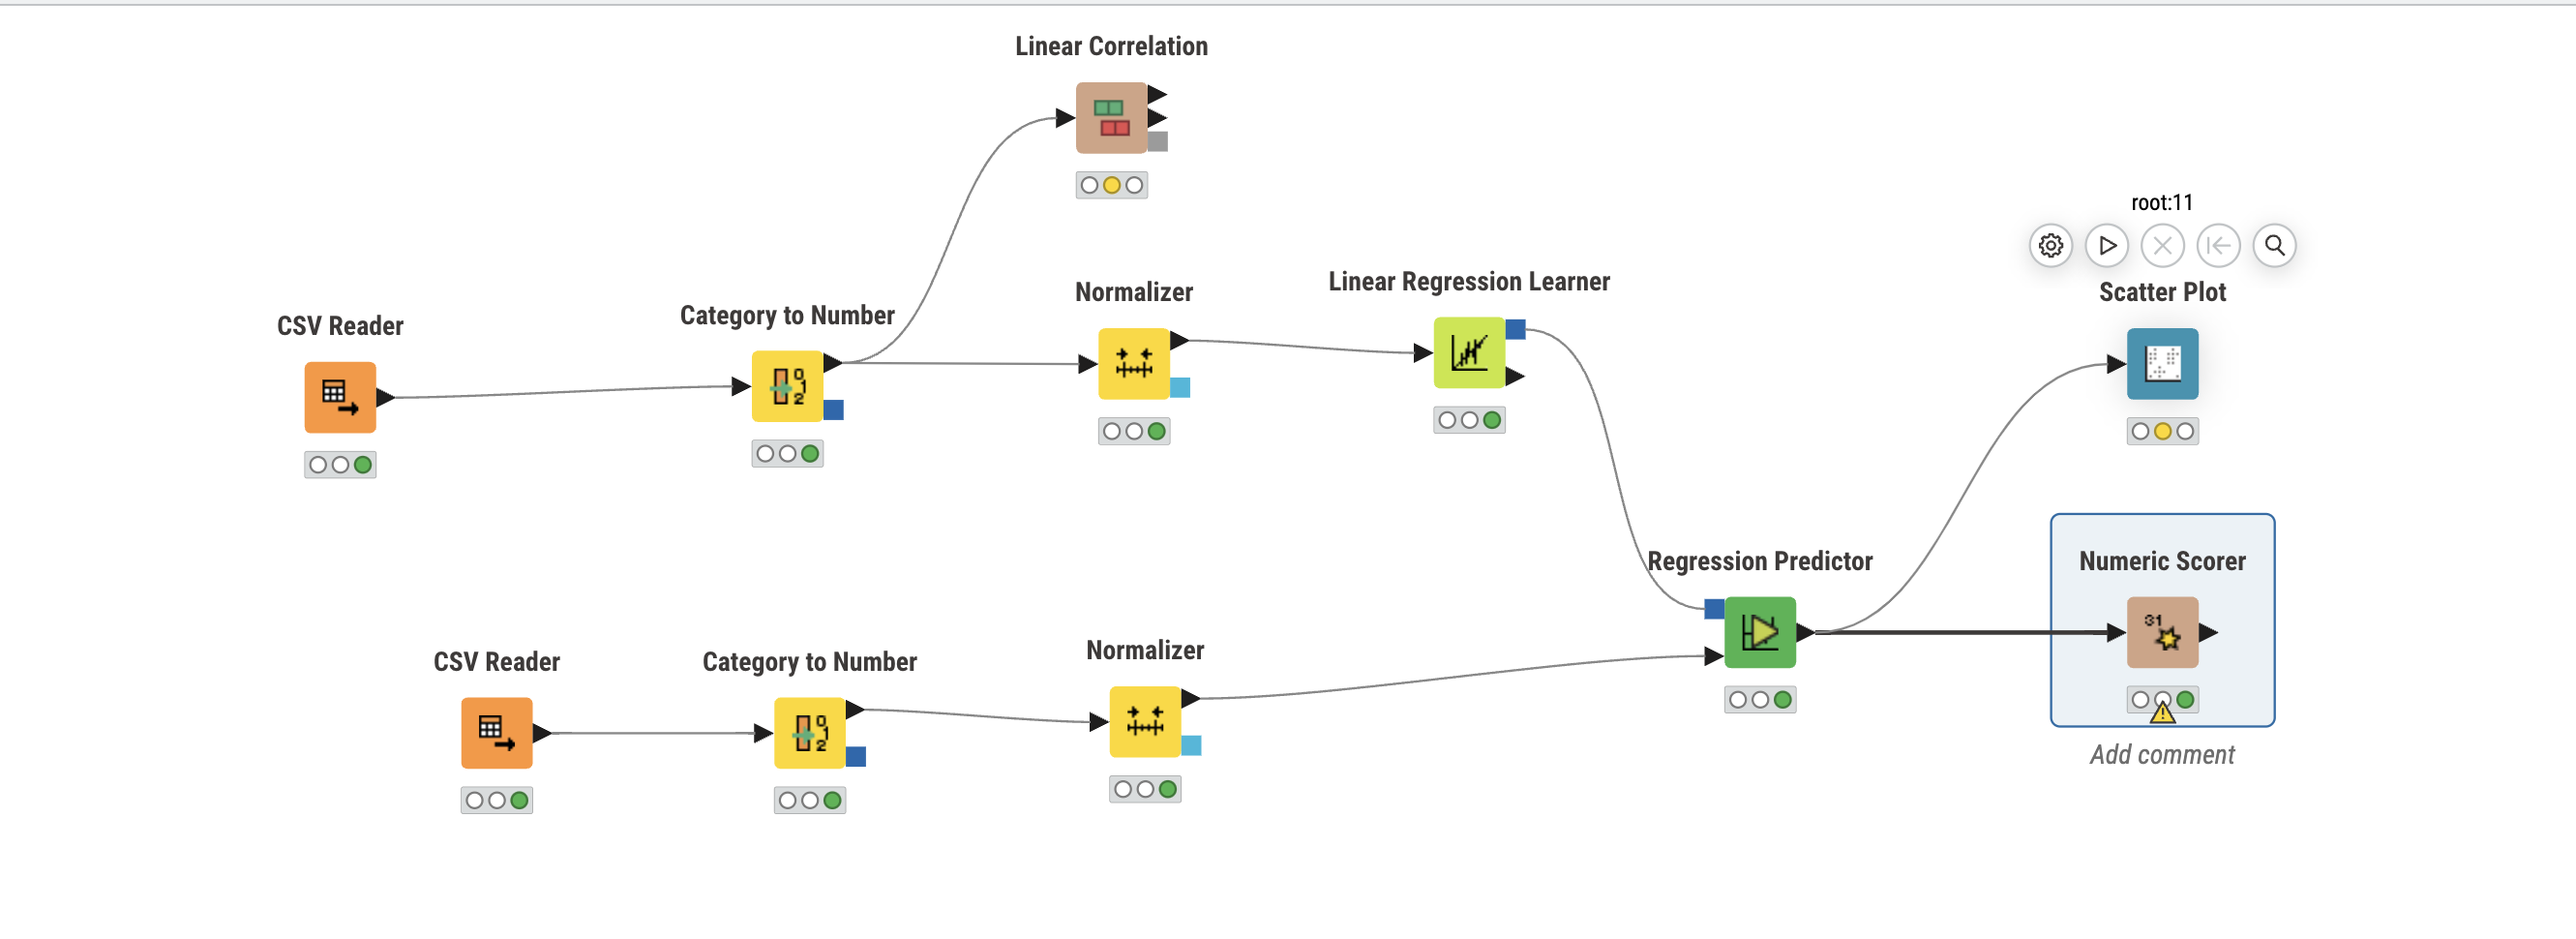 Linear Correlation
root:11
Linear Regression Learner
Normalizer
Scatter Plot
Category to Number
CSV Reader
Regression Predictor
Numeric Scorer
Normalizer
CSV Reader
Category to Number
Add comment